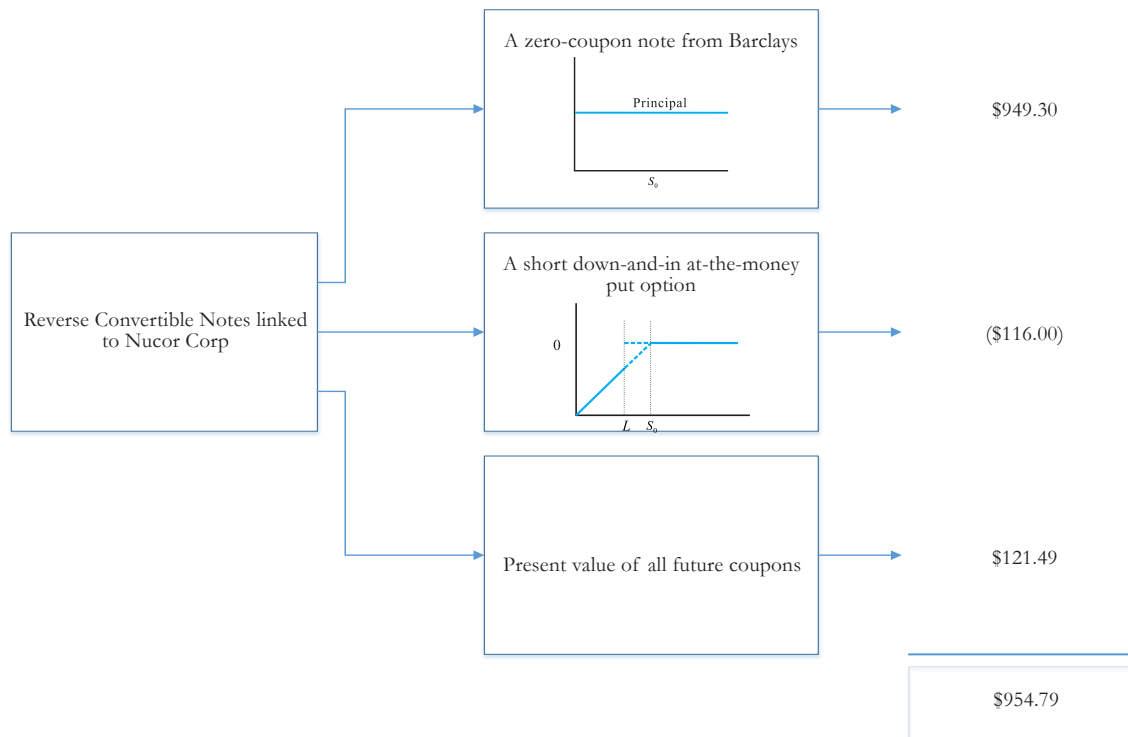 A zero-coupon note from Barclays
Principal
S₀
$949.30
Reverse Convertible Notes linked
to Nucor Corp
A short down-and-in at-the-money
put option
0
L S₀
($116.00)
Present value of all future coupons
$121.49
$954.79